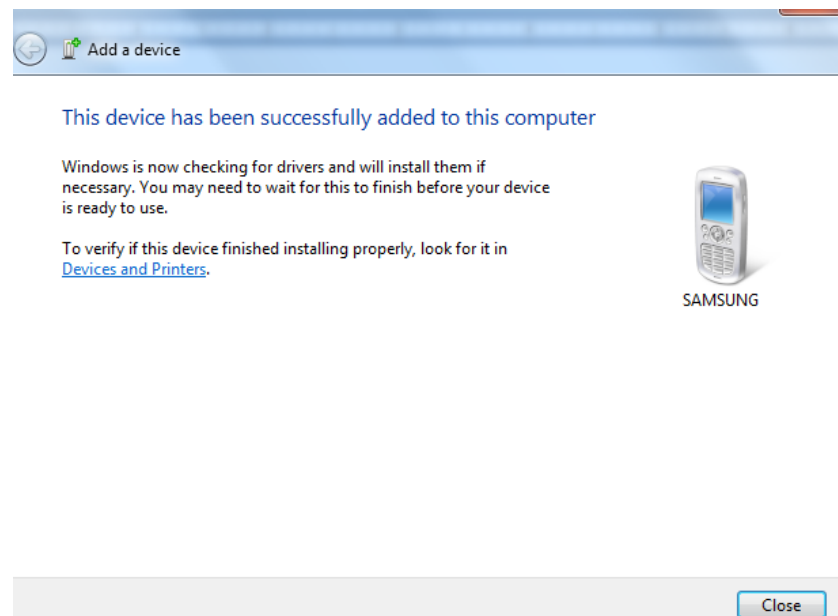 Add a device
This device has been successfully added to this computer
Windows is now checking for drivers and will install them if
necessary. You may need to wait for this to finish before your device
is ready to use.
To verify if this device finished installing properly, look for it in
Devices and Printers.
SAMSUNG
Close